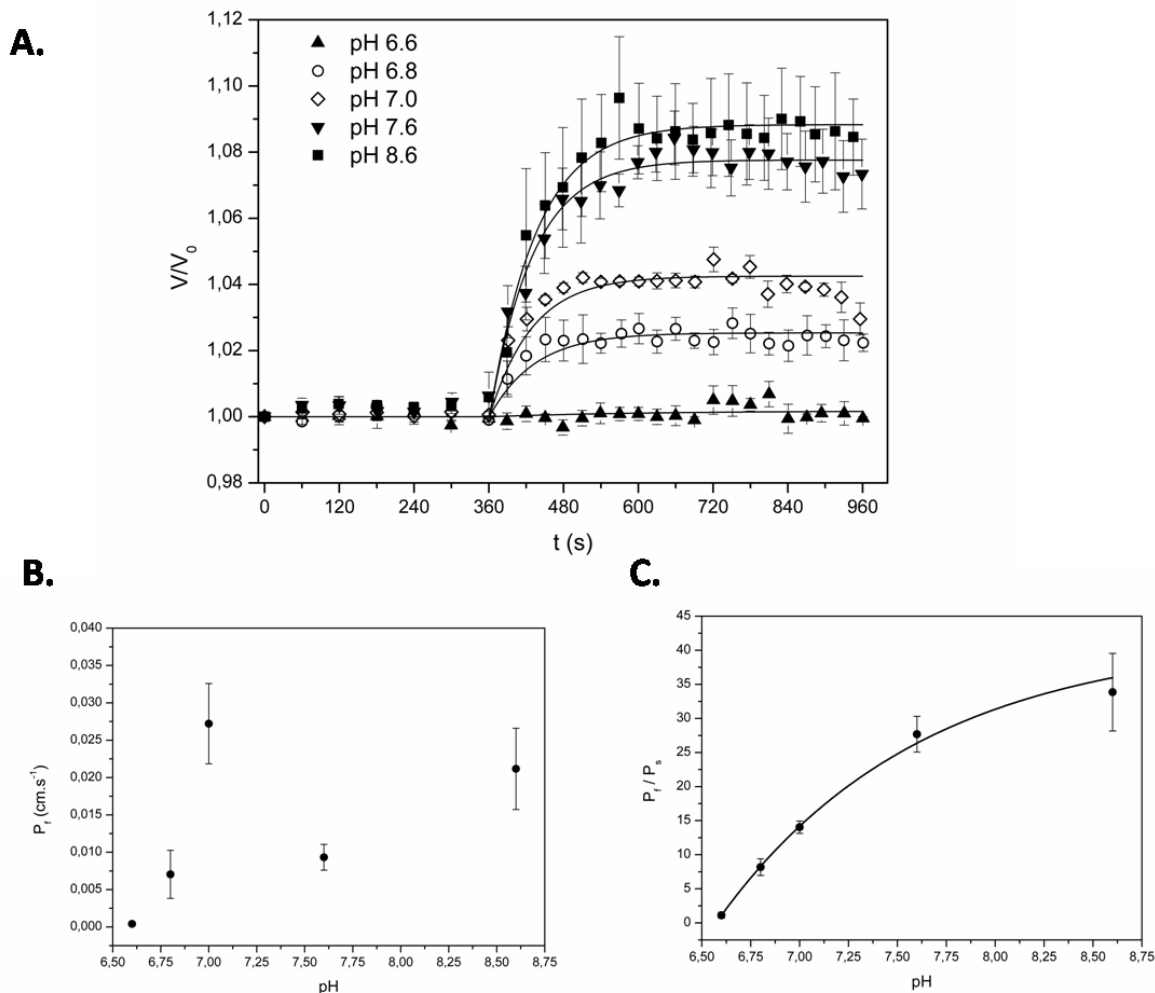 A.
1,12
1,10
1,08
1,06
1,04
1,02
1,00
0,98
V/V0
pH 6.6
pH 6.8
pH 7.0
pH 7.6
pH 8.6
0 120 240 360 480 600 720 840 960
t (s)
B.
0,040
0,035
0,030
0,025
0,020
0,015
0,010
0,005
0,000
Pf (cm.s-1)
6,50 6,75 7,00 7,25 7,50 7,75 8,00 8,25 8,50 8,75
pH
C.
45
40
35
30
25
20
15
10
5
0
Pf / Ps
6,50 6,75 7,00 7,25 7,50 7,75 8,00 8,25 8,50 8,75
pH